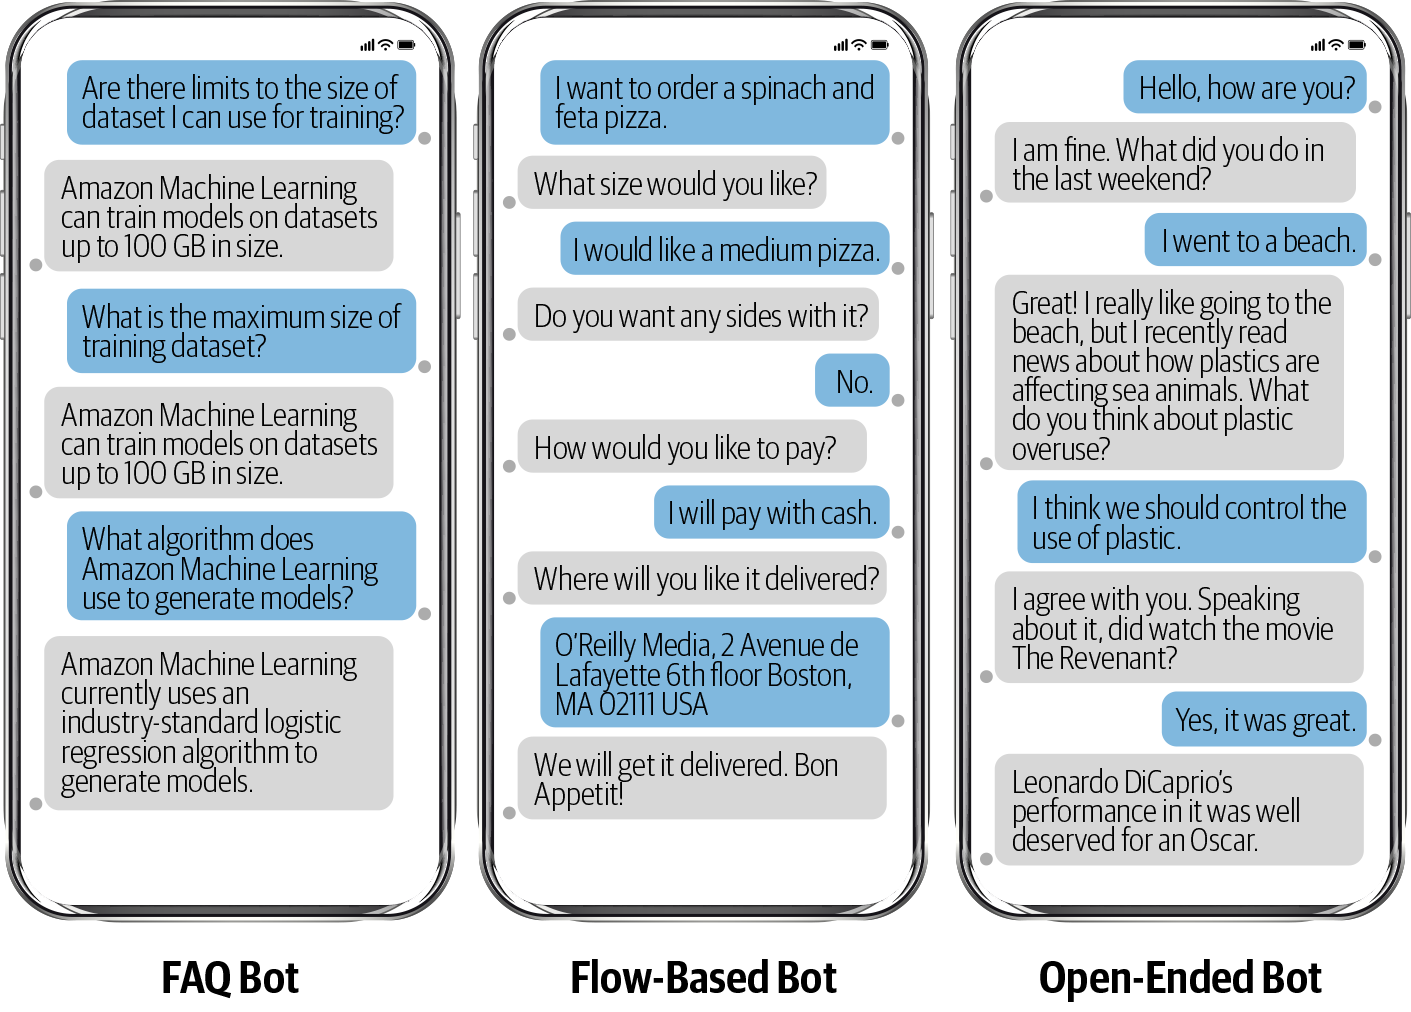 Are there limits to the size of
dataset I can use for training?
Amazon Machine Learning
can train models on datasets
up to 100 GB in size.
What is the maximum size of
training dataset?
Amazon Machine Learning
can train models on datasets
up to 100 GB in size.
What algorithm does
Amazon Machine Learning
use to generate models?
Amazon Machine Learning
currently uses an
industry-standard logistic
regression algorithm to
generate models.
FAQ Bot
I want to order a spinach and
feta pizza.
What size would you like?
I would like a medium pizza.
Do you want any sides with it?
No.
How would you like to pay?
I will pay with cash.
Where will you like it delivered?
O'Reilly Media, 2 Avenue de
Lafayette 6th floor Boston,
MA 02111 USA
We will get it delivered. Bon
Appetit!
Flow-Based Bot
Hello, how are you?
I am fine. What did you do in
the last weekend?
I went to a beach.
Great! I really like going to the
beach, but I recently read
news about how plastics are
affecting sea animals. What
do you think about plastic
overuse?
I think we should control the
use of plastic.
I agree with you. Speaking
about it, did watch the movie
The Revenant?
Yes, it was great.
Leonardo DiCaprio's
performance in it was well
deserved for an Oscar.
Open-Ended Bot